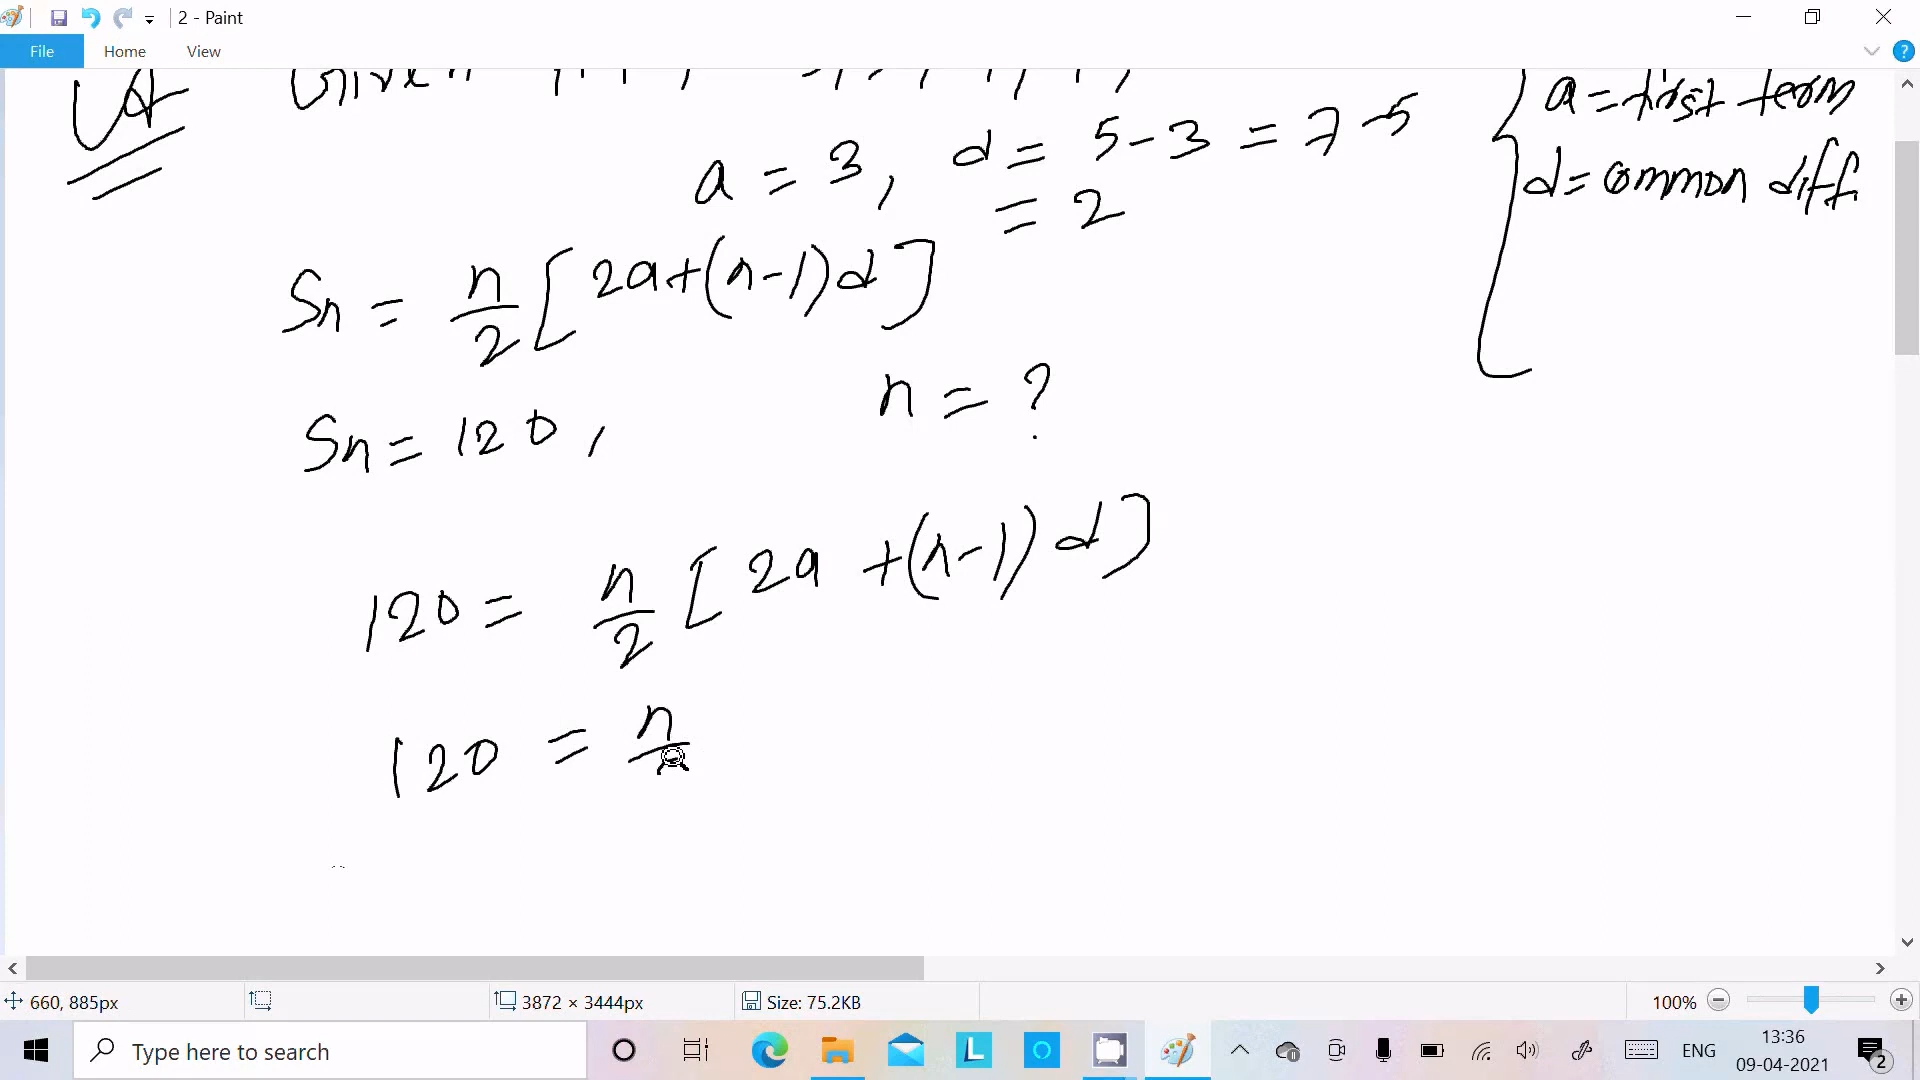 2 - Paint
File Home View
Given
a = first term
a = 3, d = 5 - 3 = 7 - 5
d = common diff.
= 2
Sn = n/2 [2a+(n-1)d]
n = ?
Sn = 120,
120 = n/2 [2a +(n-1)d]
120 = n
660, 885px 3872 × 3444px Size: 75.2KB 100%
Type here to search ENG 13:36
09-04-2021 2